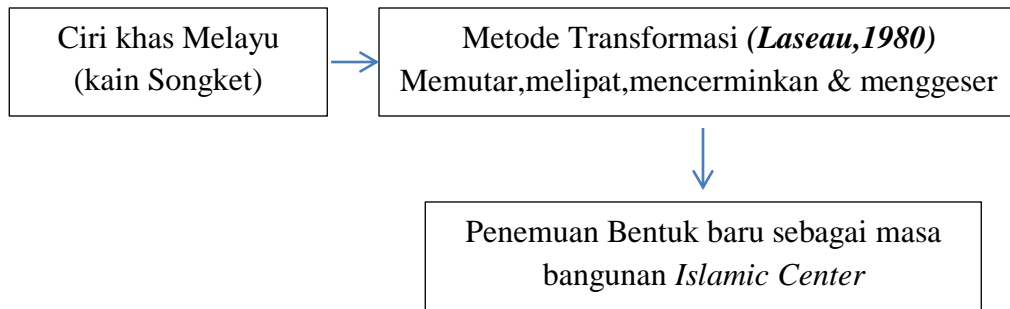 Ciri khas Melayu
(kain Songket)
Metode Transformasi (Laseau,1980)
Memutar,melipat,mencerminkan & menggeser
Penemuan Bentuk baru sebagai masa
bangunan Islamic Center